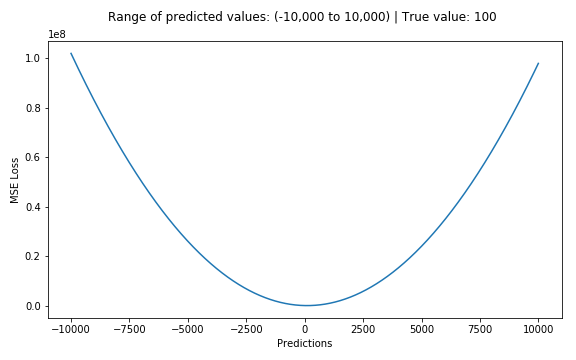 Range of predicted values: (-10,000 to 10,000) | True value: 100
1e8
1.0
0.8
0.6
0.4
0.2
0.0
MSE Loss
−10000 −7500 −5000 −2500 0 2500 5000 7500 10000
Predictions